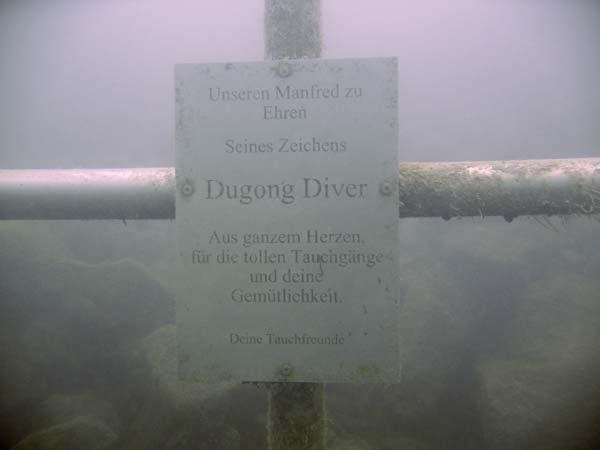 Unseren Manfred zu
Ehren
Seines Zeichens
Dugong Diver
Aus ganzem Herzen,
für die tollen Tauchgänge
und deine
Gemütlichkeit.
Deine Tauchfreunde